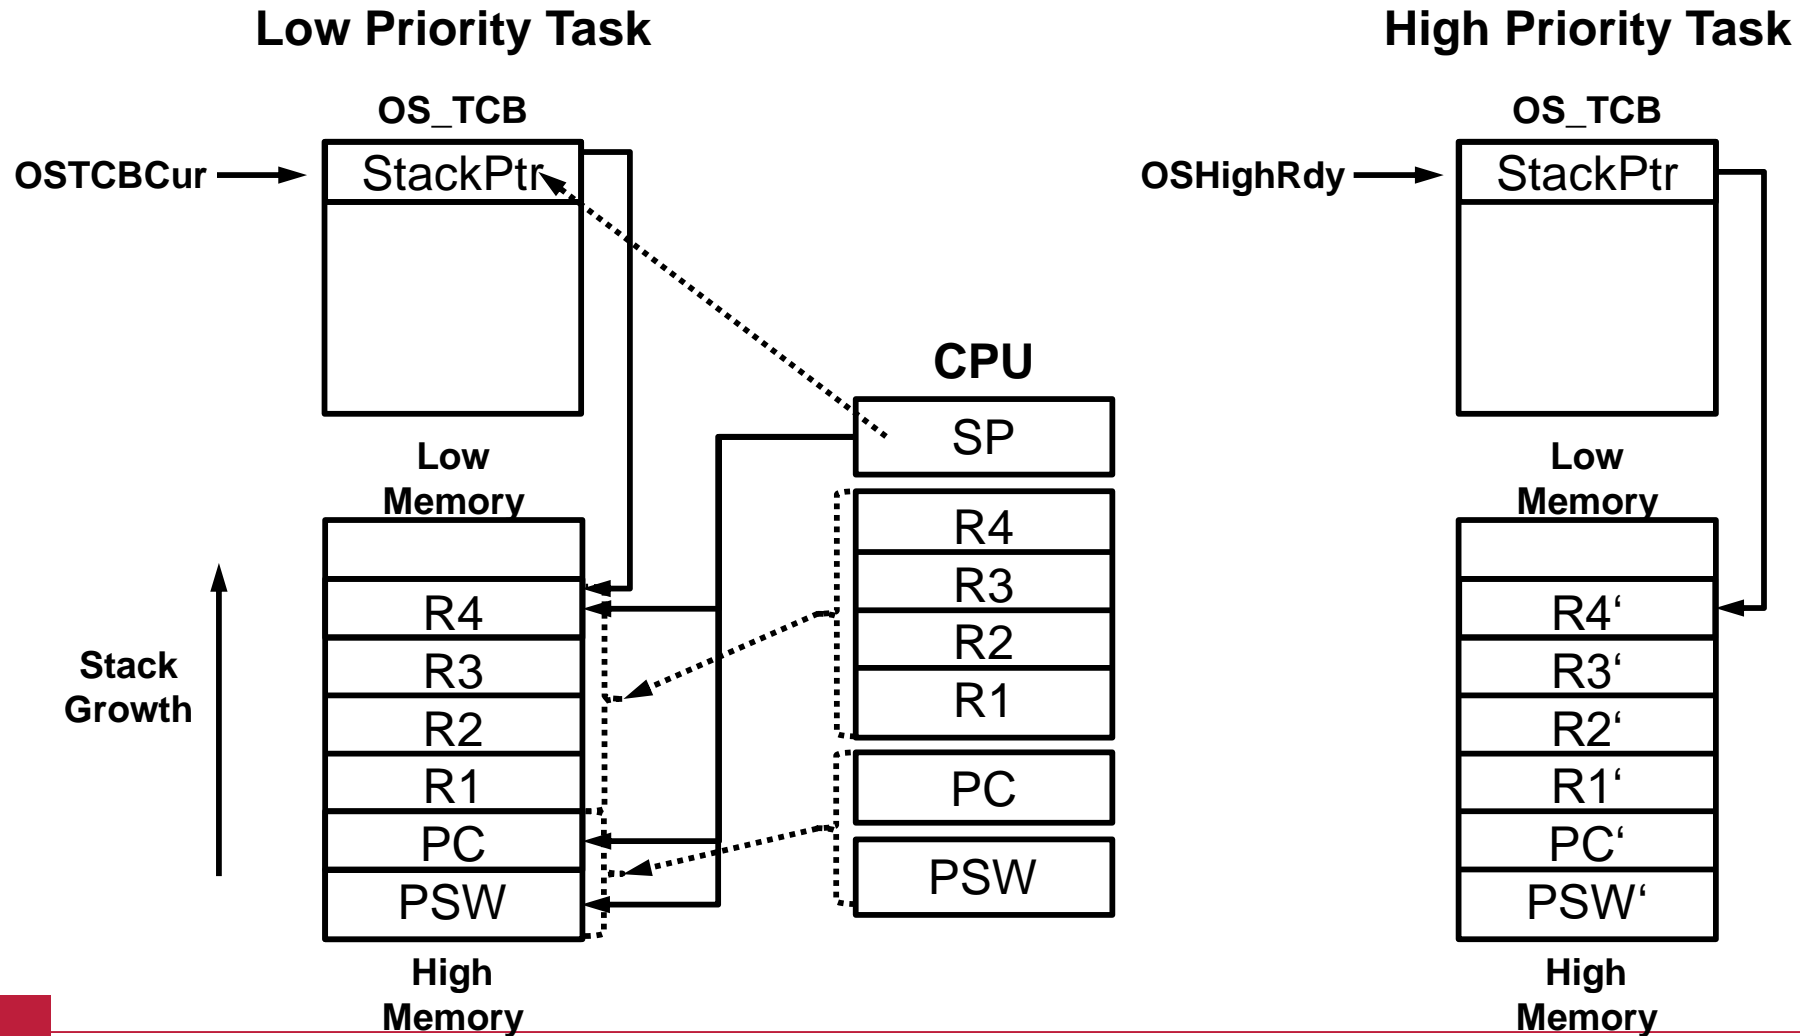 Low Priority Task
High Priority Task
OS_TCB
OS_TCB
OSTCBCur
StackPtr
OSHighRdy
StackPtr
CPU
SP
Low
Memory
Low
Memory
R4
R3
R2
R1
PC
PSW
Stack
Growth
R4
R3
R2
R1
PC
PSW
R4‘
R3‘
R2‘
R1‘
PC‘
PSW‘
High
Memory
High
Memory